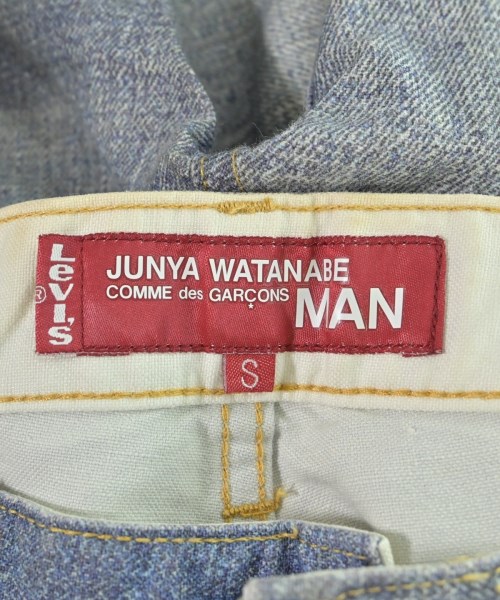 LEVI'S
®
JUNYA WATANABE
COMME des GARÇONS MAN
S